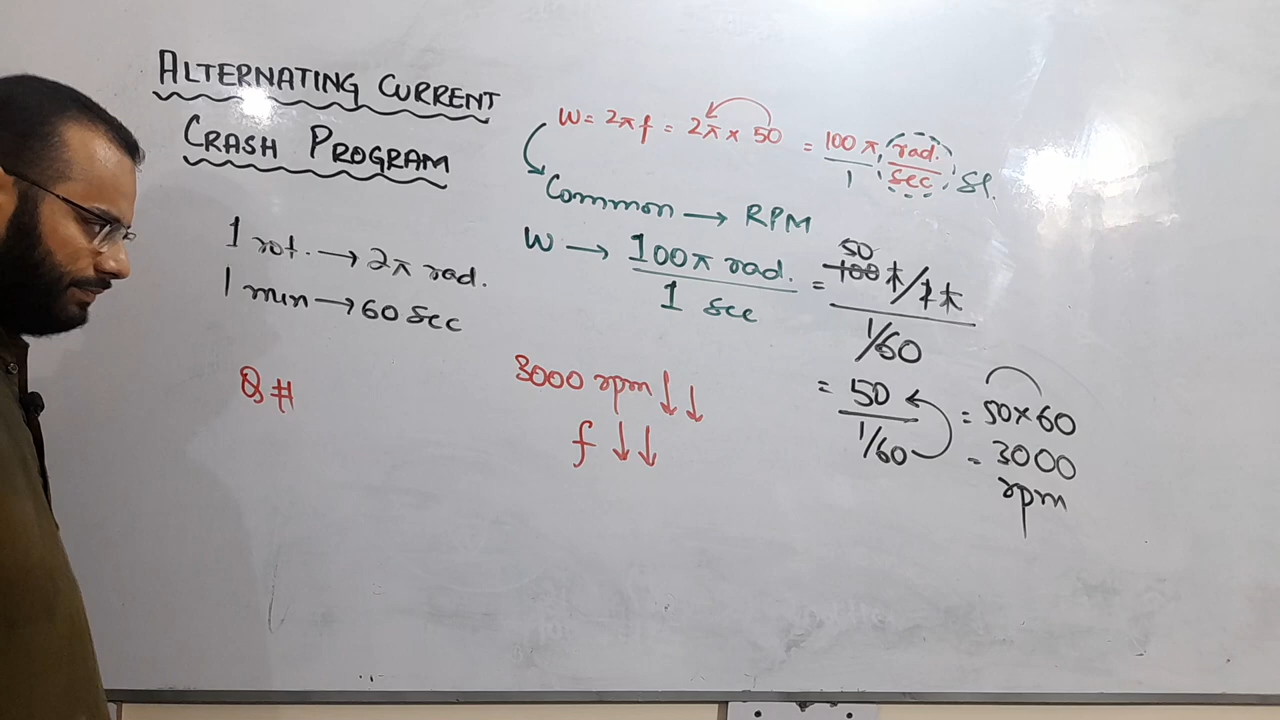 ALTERNATING CURRENT
CRASH PROGRAM
1 rot. → 2π rad.
1 min → 60 sec
Q#
W = 2πf = 2π × 50 = 100π/1 rad./sec SI.
Common → RPM
W → 100π rad./1 sec = 100π/2π / 1/60
50
= 50 / 1/60 = 50×60
= 3000
rpm
3000 rpm ↓↓
f ↓↓